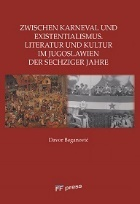 ZWISCHEN KARNEVAL UND
EXISTENTIALISMUS.
LITERATUR UND KULTUR
IM JUGOSLAWIEN
DER SECHZIGER JAHRE
Davor Beganović
FF press